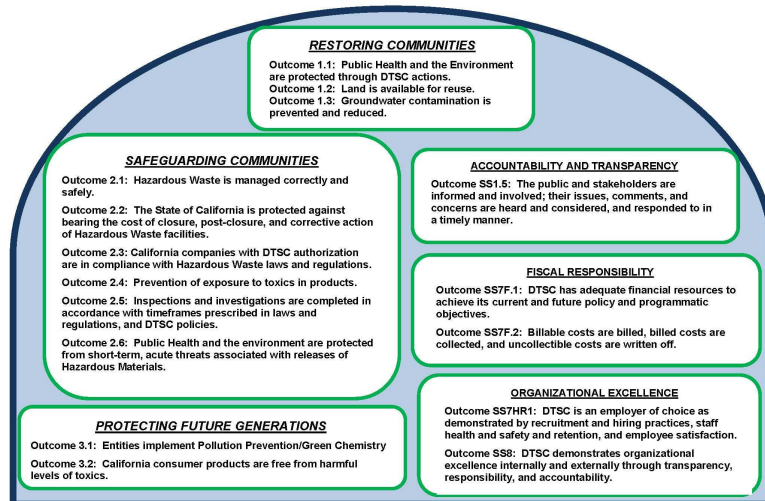 RESTORING COMMUNITIES
Outcome 1.1: Public Health and the Environment
are protected through DTSC actions.
Outcome 1.2: Land is available for reuse.
Outcome 1.3: Groundwater contamination is
prevented and reduced.
SAFEGUARDING COMMUNITIES
Outcome 2.1: Hazardous Waste is managed correctly and
safely.
Outcome 2.2: The State of California is protected against
bearing the cost of closure, post-closure, and corrective action
of Hazardous Waste facilities.
Outcome 2.3: California companies with DTSC authorization
are in compliance with Hazardous Waste laws and regulations.
Outcome 2.4: Prevention of exposure to toxics in products.
Outcome 2.5: Inspections and investigations are completed in
accordance with timeframes prescribed in laws and
regulations, and DTSC policies.
Outcome 2.6: Public Health and the environment are protected
from short-term, acute threats associated with releases of
Hazardous Materials.
PROTECTING FUTURE GENERATIONS
Outcome 3.1: Entities implement Pollution Prevention/Green Chemistry
Outcome 3.2: California consumer products are free from harmful
levels of toxics.
ACCOUNTABILITY AND TRANSPARENCY
Outcome SS1.5: The public and stakeholders are
informed and involved; their issues, comments, and
concerns are heard and considered, and responded to in
a timely manner.
FISCAL RESPONSIBILITY
Outcome SS7F.1: DTSC has adequate financial resources to
achieve its current and future policy and programmatic
objectives.
Outcome SS7F.2: Billable costs are billed, billed costs are
collected, and uncollectible costs are written off.
ORGANIZATIONAL EXCELLENCE
Outcome SS7HR1: DTSC is an employer of choice as
demonstrated by recruitment and hiring practices, staff
health and safety and retention, and employee satisfaction.
Outcome SS8: DTSC demonstrates organizational
excellence internally and externally through transparency,
responsibility, and accountability.